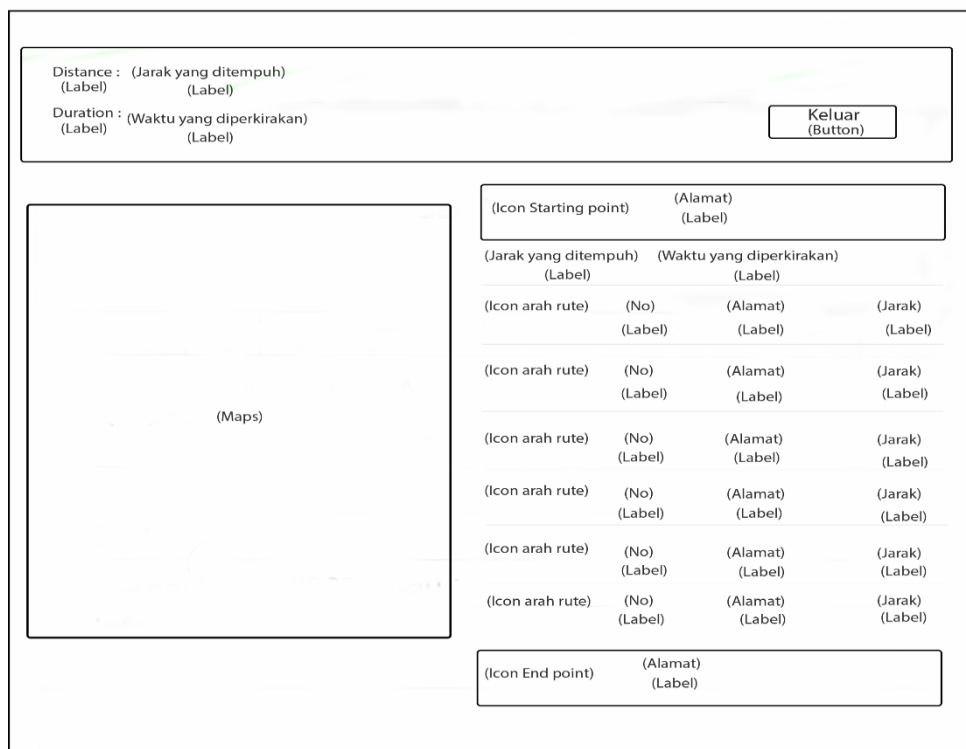 Distance : (Jarak yang ditempuh)
(Label) (Label)
Duration : (Waktu yang diperkirakan)
(Label) (Label)
Keluar
(Button)
(Maps)
(Icon Starting point) (Alamat)
(Label)
(Jarak yang ditempuh) (Waktu yang diperkirakan)
(Label) (Label)
(Icon arah rute) (No) (Alamat) (Jarak)
(Label) (Label) (Label)
(Icon arah rute) (No) (Alamat) (Jarak)
(Label) (Label) (Label)
(Icon arah rute) (No) (Alamat) (Jarak)
(Label) (Label) (Label)
(Icon arah rute) (No) (Alamat) (Jarak)
(Label) (Label) (Label)
(Icon arah rute) (No) (Alamat) (Jarak)
(Label) (Label) (Label)
(Icon arah rute) (No) (Alamat) (Jarak)
(Label) (Label) (Label)
(Icon End point) (Alamat)
(Label)